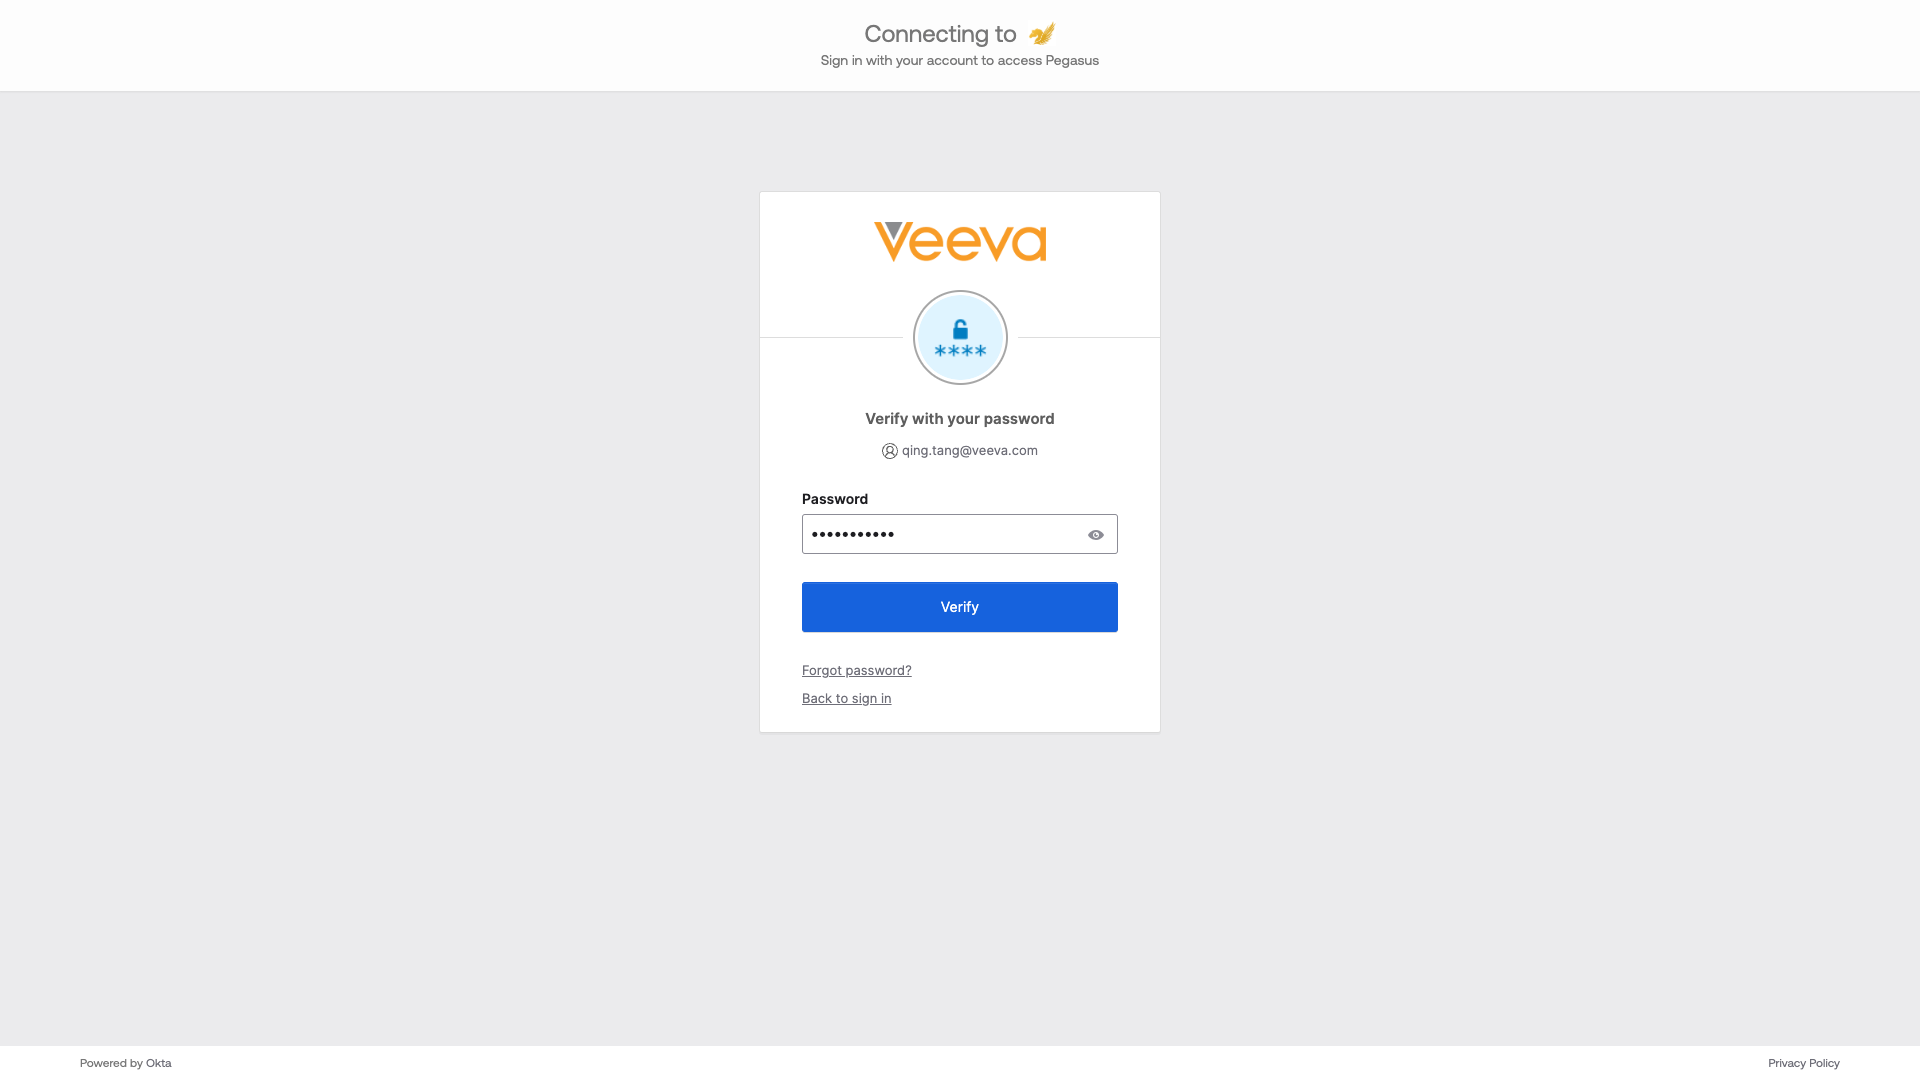 Connecting to
Sign in with your account to access Pegasus
Veeva
****
Verify with your password
qing.tang@veeva.com
Password
•••••••••••
Verify
Forgot password?
Back to sign in
Powered by Okta
Privacy Policy